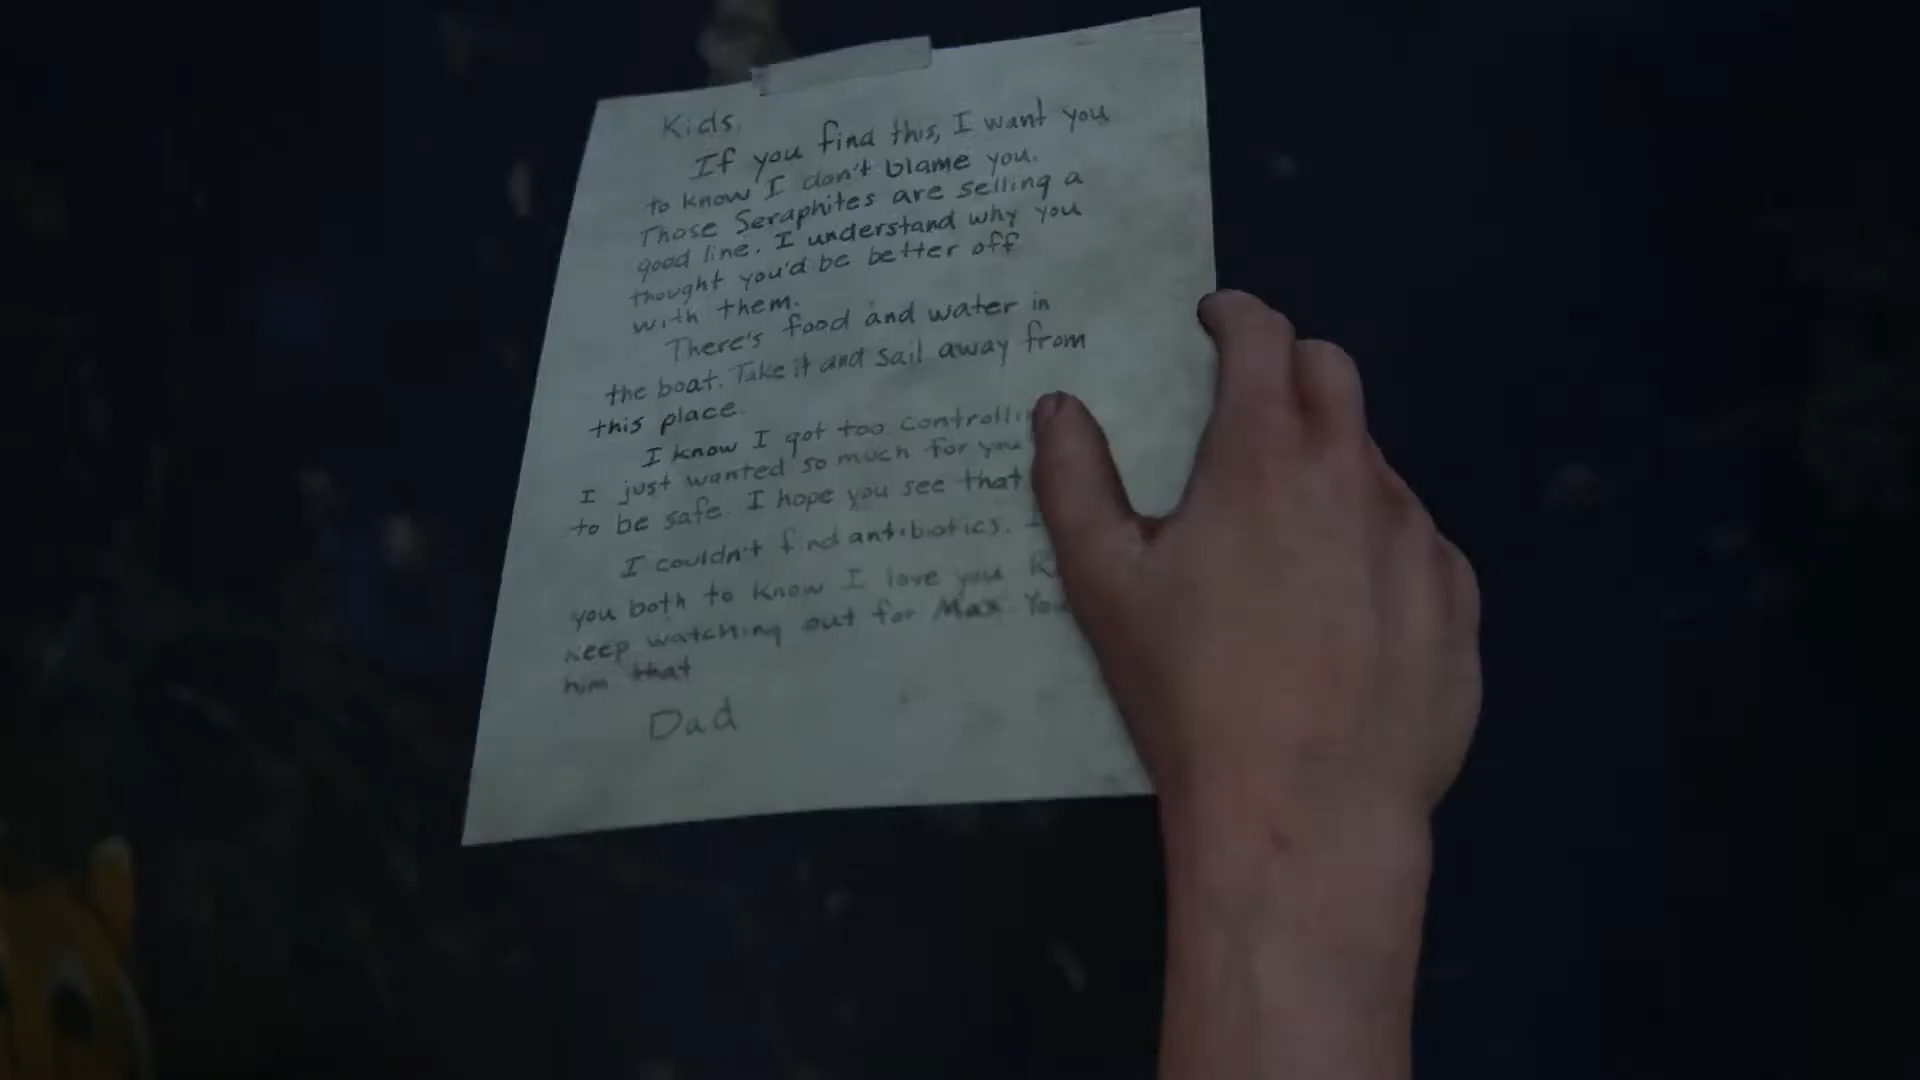 Kids,
If you find this, I want you
to know I don't blame you.
Those Seraphites are selling a
good line. I understand why you
thought you'd be better off
with them.
There's food and water in
the boat. Take it and sail away from
this place.
I know I got too controlli
I just wanted so much for you
to be safe. I hope you see that
I couldn't find antibiotics. I
you both to know I love you
keep watching out for Max. You
him that
Dad